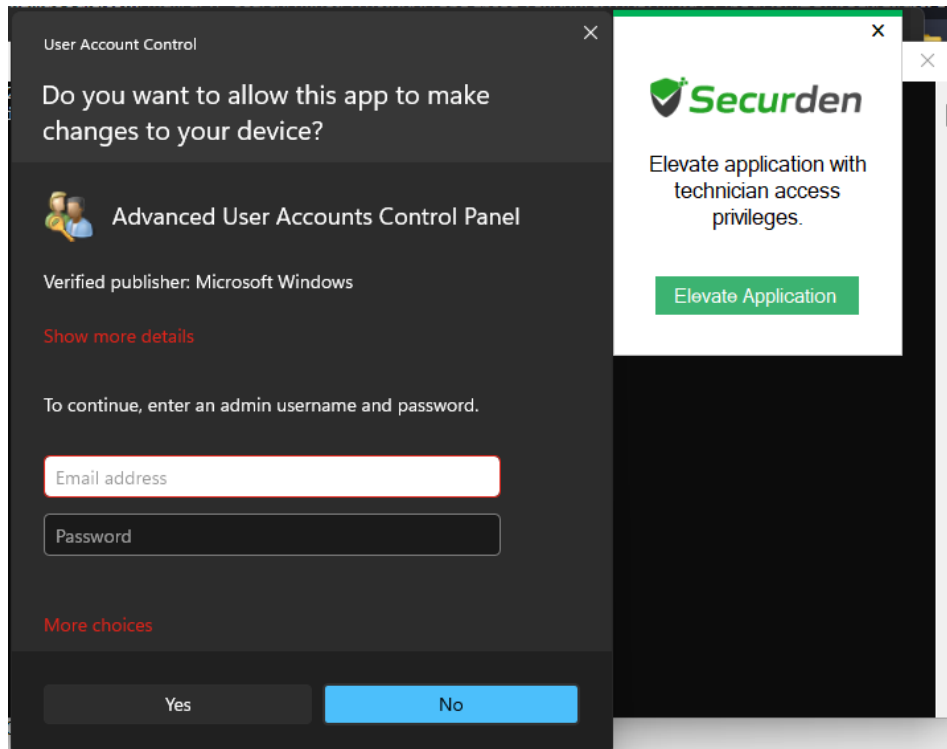 User Account Control
Do you want to allow this app to make
changes to your device?
Advanced User Accounts Control Panel
Verified publisher: Microsoft Windows
Show more details
To continue, enter an admin username and password.
Email address
Password
More choices
Yes
No
Securden
Elevate application with
technician access
privileges.
Elevate Application